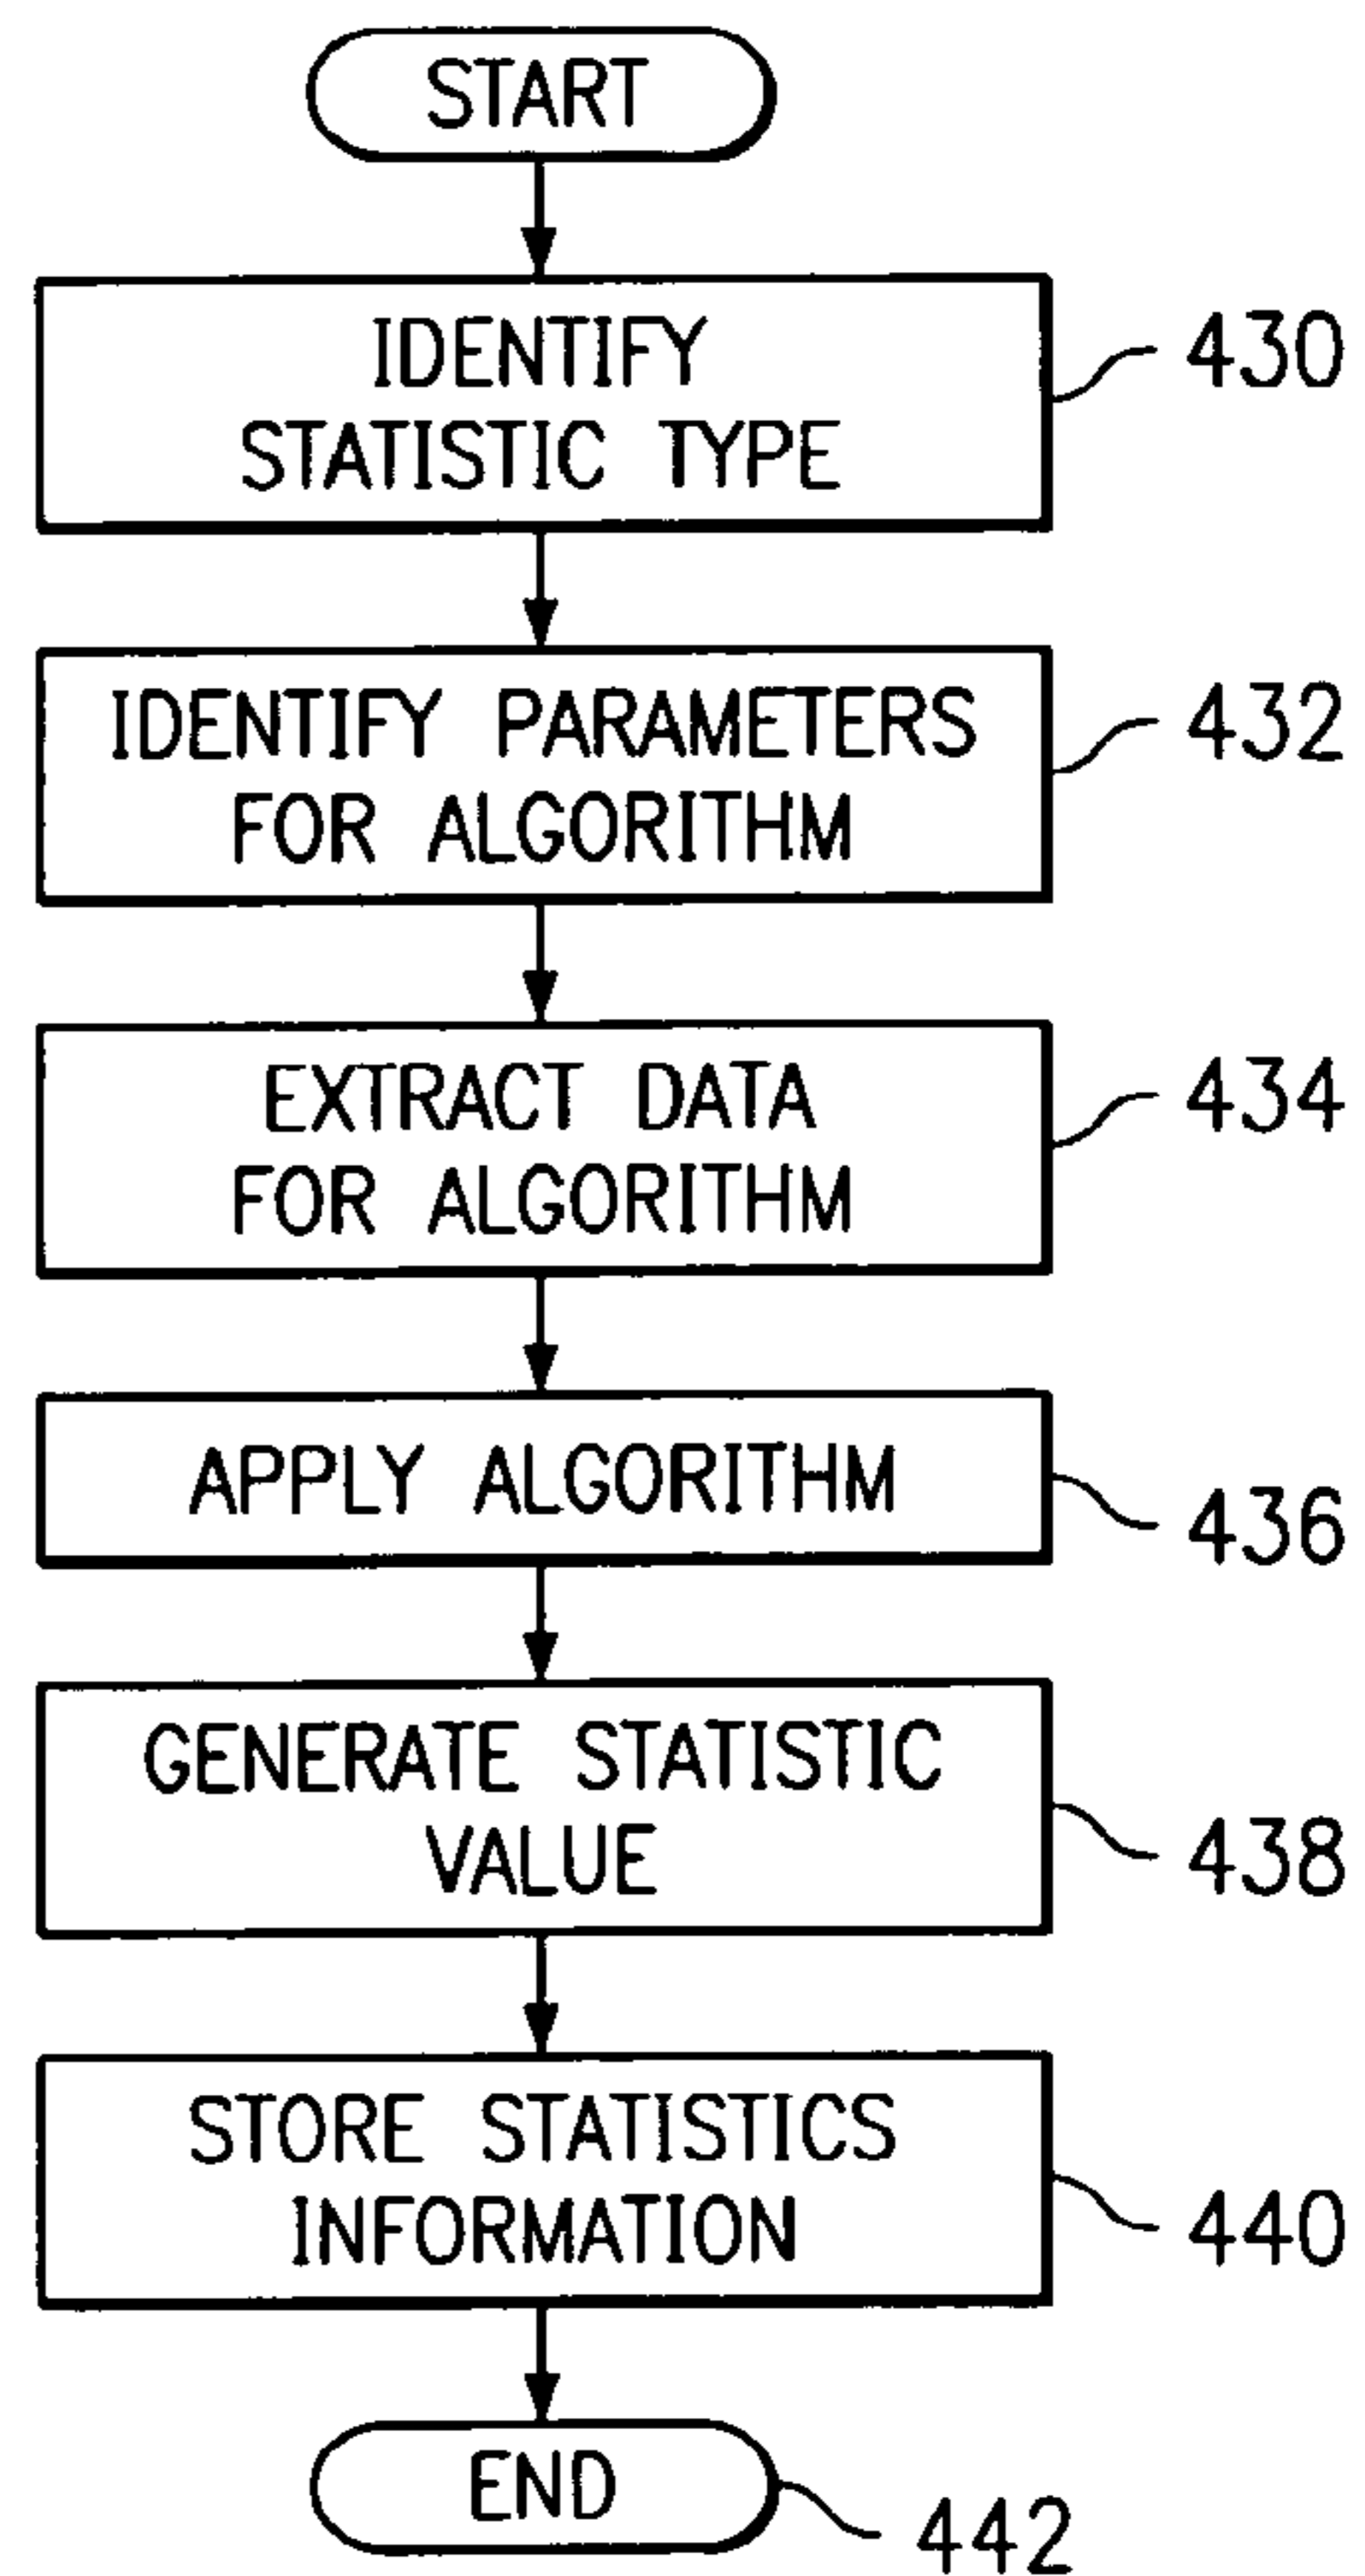 START
IDENTIFY
STATISTIC TYPE
430
IDENTIFY PARAMETERS
FOR ALGORITHM
432
EXTRACT DATA
FOR ALGORITHM
434
APPLY ALGORITHM
436
GENERATE STATISTIC
VALUE
438
STORE STATISTICS
INFORMATION
440
END
442